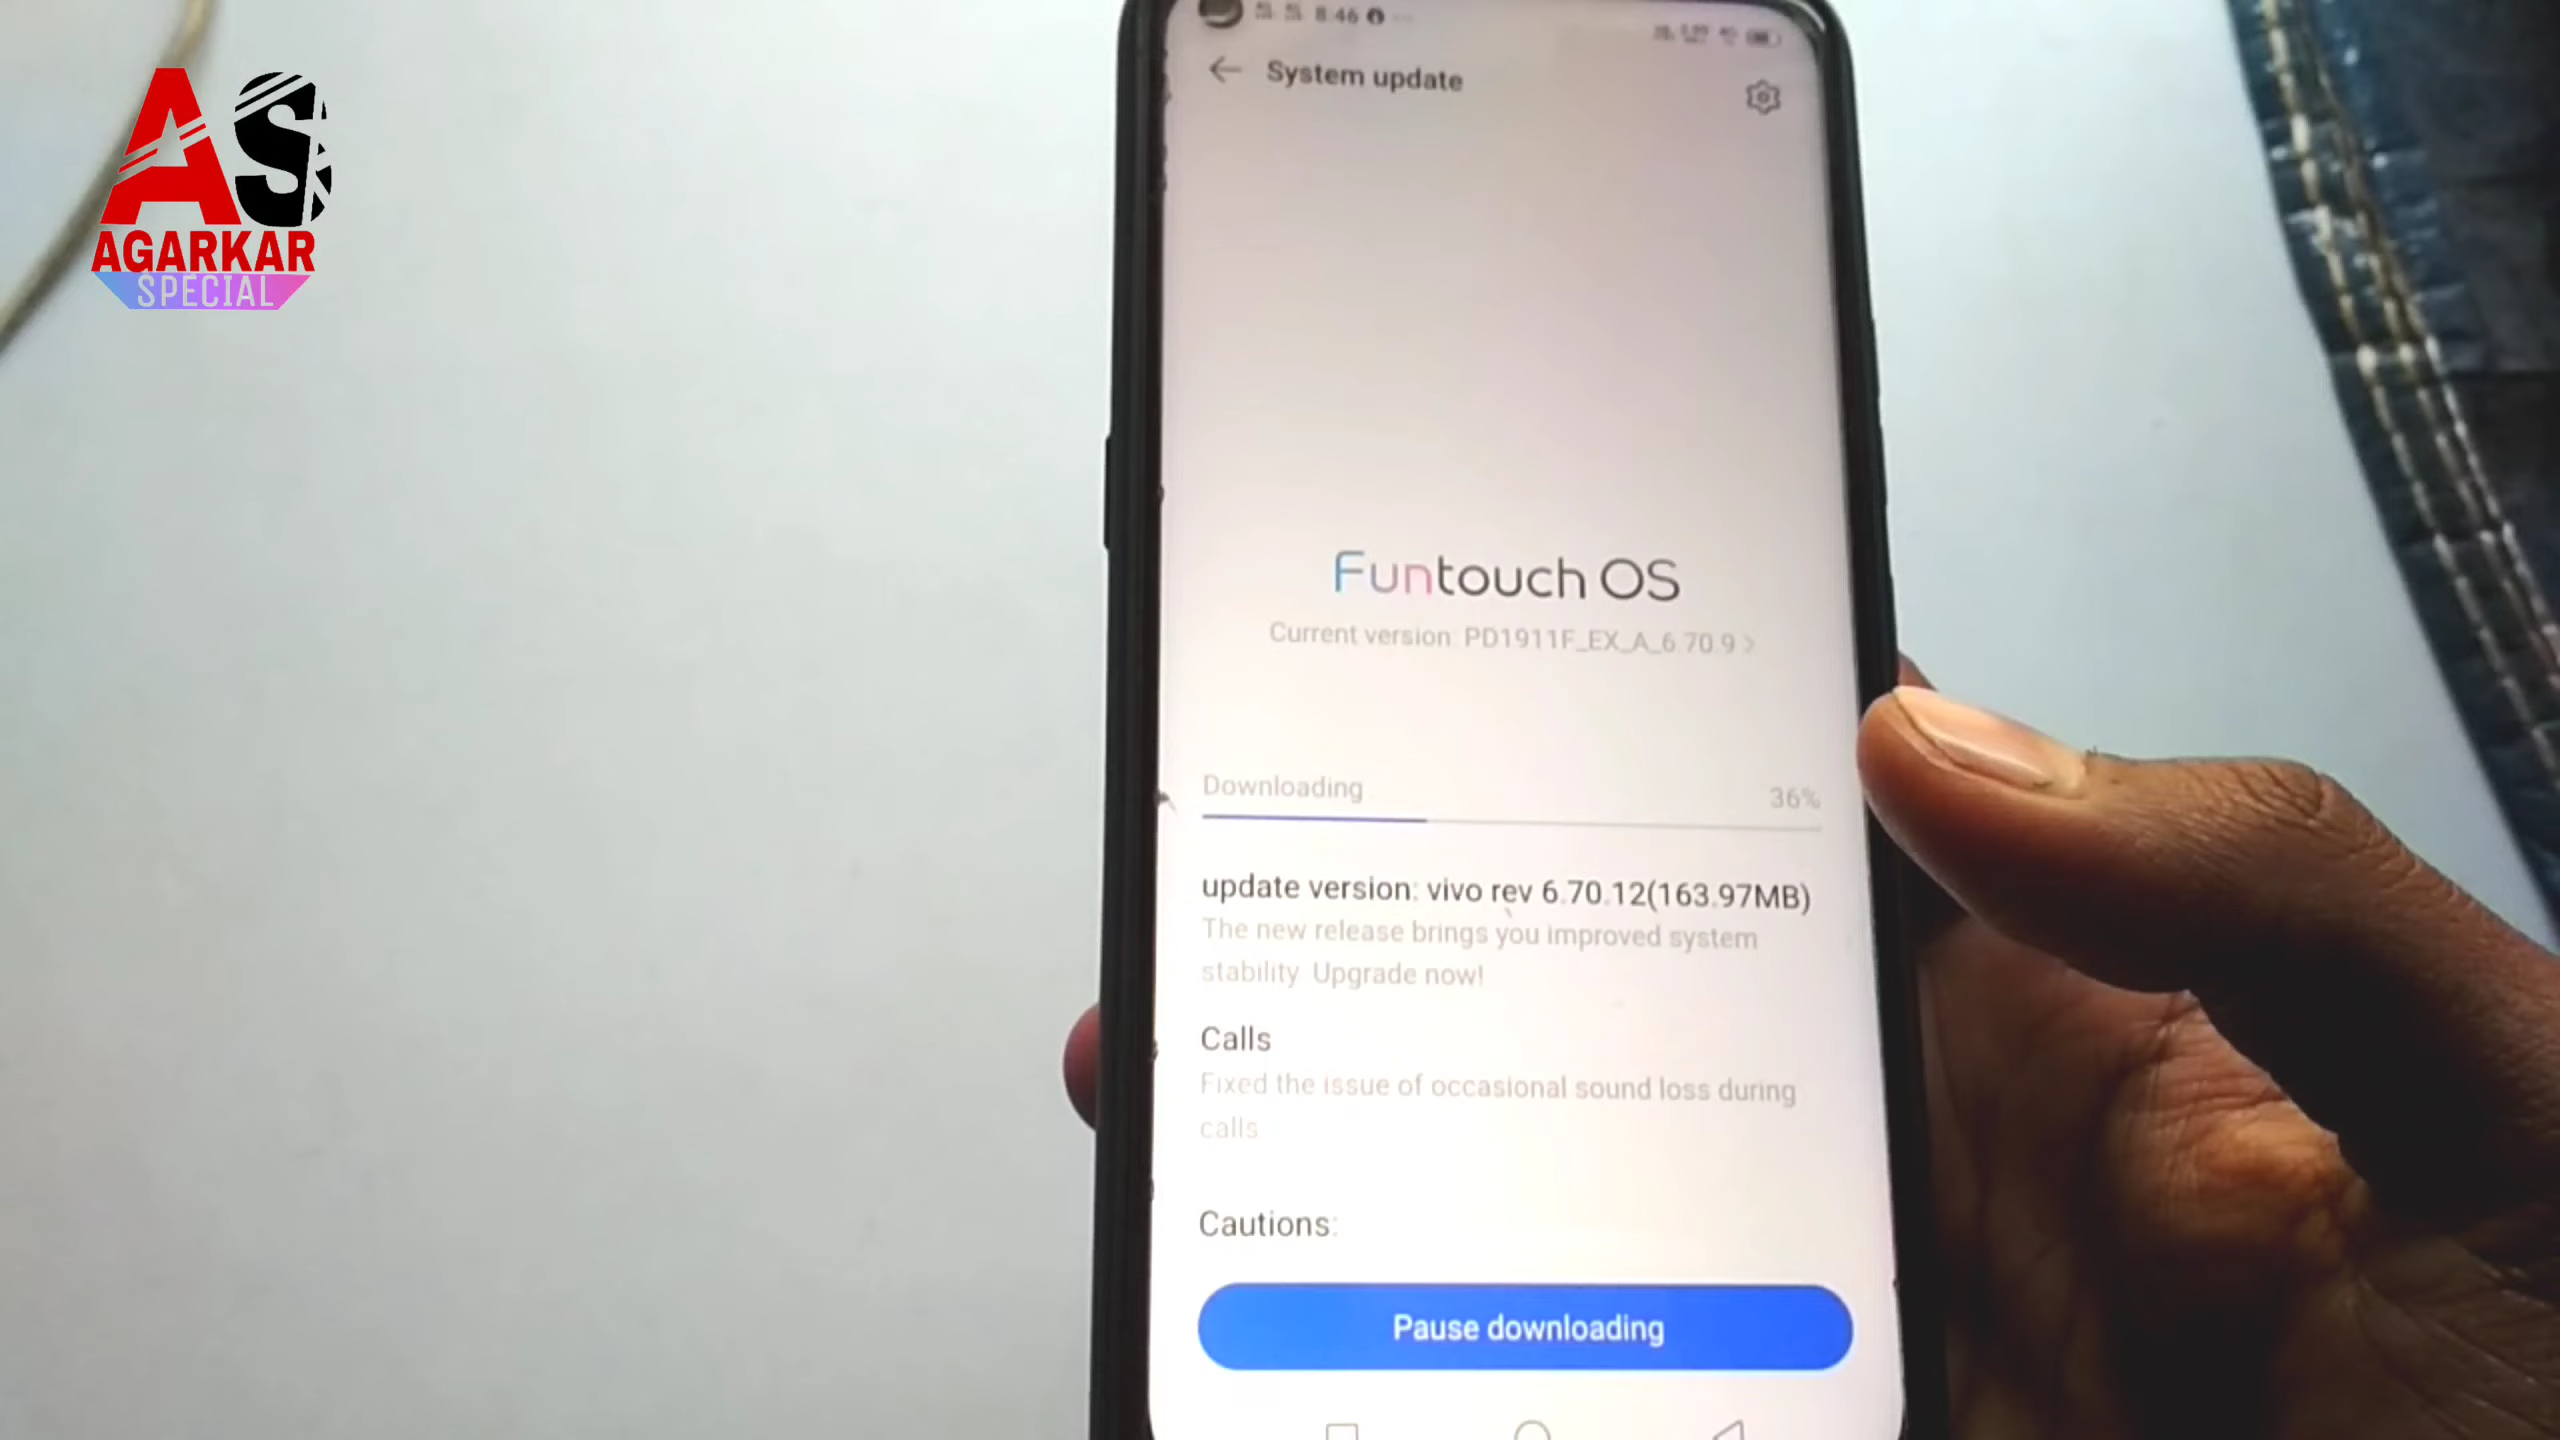 AS
AGARKAR
SPECIAL
8:46
System update
Funtouch OS
Current version: PD1911F_EX_A_6.70.9 >
Downloading
36%
update version: vivo rev 6.70.12(163.97MB)
The new release brings you improved system
stability. Upgrade now!
Calls
Fixed the issue of occasional sound loss during
calls
Cautions:
Pause downloading